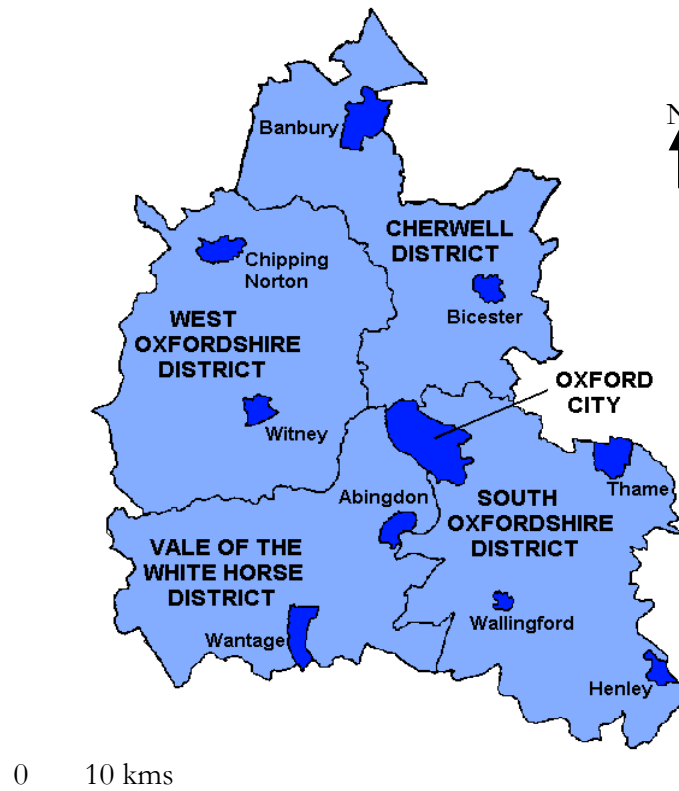 Banbury
N
CHERWELL
DISTRICT
Chipping
Norton
Bicester
WEST
OXFORDSHIRE
DISTRICT
OXFORD
CITY
Witney
Thame
Abingdon
SOUTH
OXFORDSHIRE
DISTRICT
VALE OF THE
WHITE HORSE
DISTRICT
Wallingford
Wantage
Henley
0 10 kms